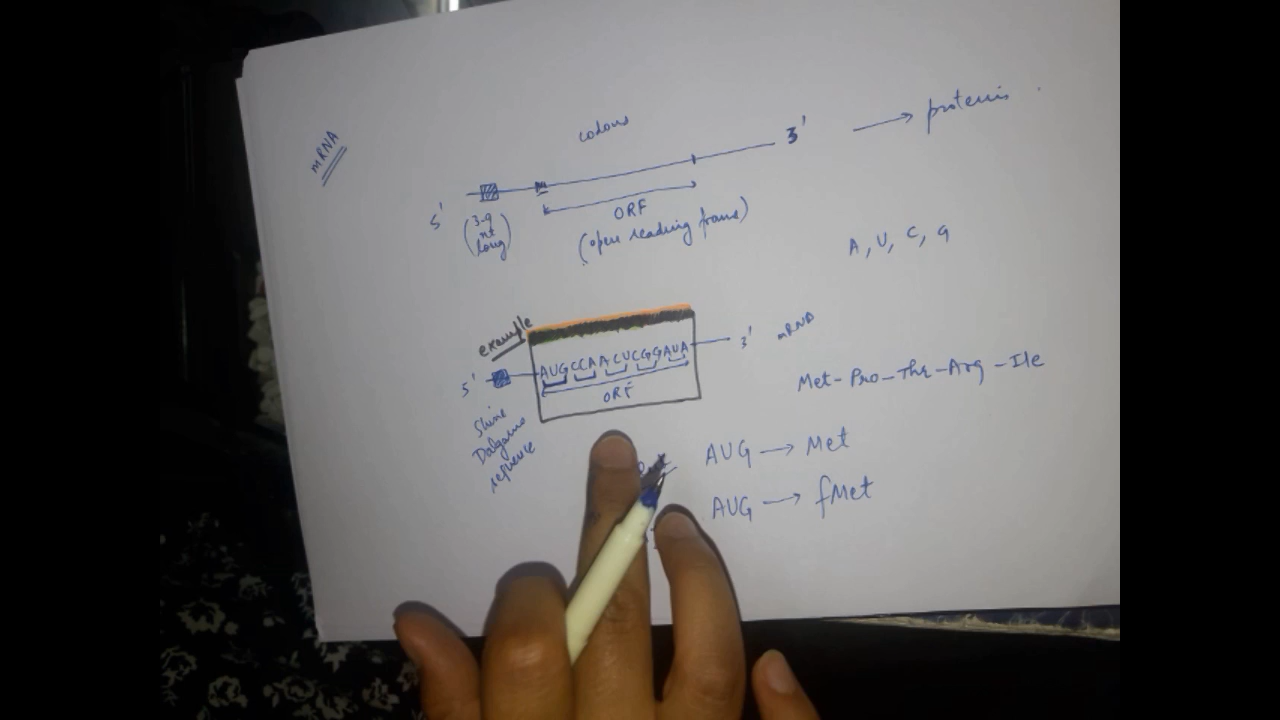 mRNA
codons
5'
3'
proteins
(3-9
nt
long)
ORF
(open reading frame)
A, U, C, G
example
5'
AUGCCAACUCGGAUA
3'
mRNA
ORF
Shine
Dalgarno
sequence
Met-Pro-Thr-Arg-Ile
AUG → Met
AUG → fMet